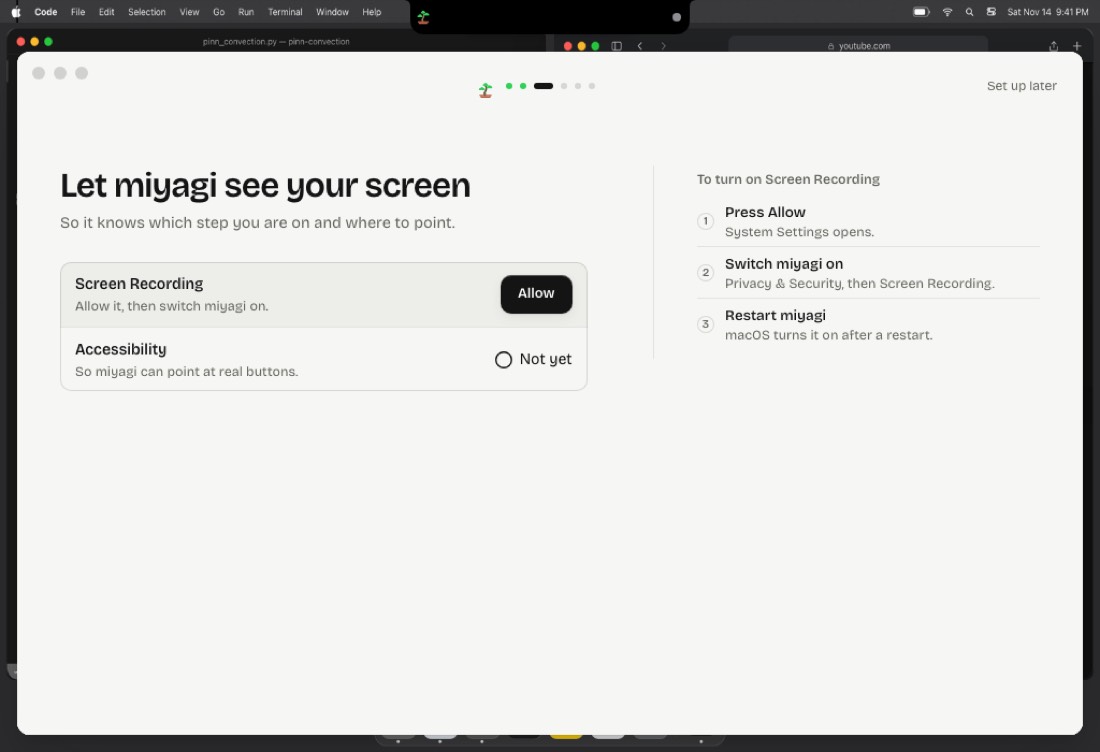 Code File Edit Selection View Go Run Terminal Window Help
Sat Nov 14 9:41 PM
pinn_convection.py — pinn-convection
youtube.com
Set up later
Let miyagi see your screen
So it knows which step you are on and where to point.
Screen Recording
Allow it, then switch miyagi on.
Allow
Accessibility
So miyagi can point at real buttons.
Not yet
To turn on Screen Recording
1
Press Allow
System Settings opens.
2
Switch miyagi on
Privacy & Security, then Screen Recording.
3
Restart miyagi
macOS turns it on after a restart.